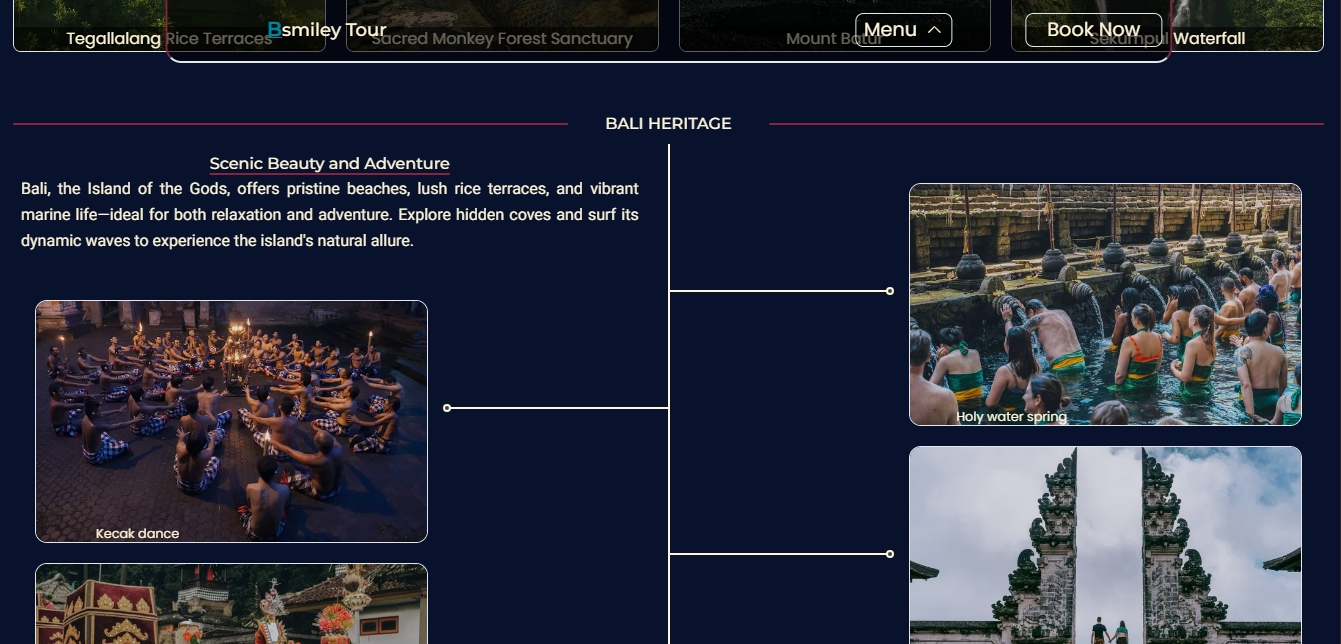 Tegallalang Rice Terraces
Sacred Monkey Forest Sanctuary
Mount Batur
Sekumpul Waterfall
Bsmiley Tour
Menu
Book Now
BALI HERITAGE
Scenic Beauty and Adventure
Bali, the Island of the Gods, offers pristine beaches, lush rice terraces, and vibrant
marine life—ideal for both relaxation and adventure. Explore hidden coves and surf its
dynamic waves to experience the island's natural allure.
Holy water spring
Kecak dance